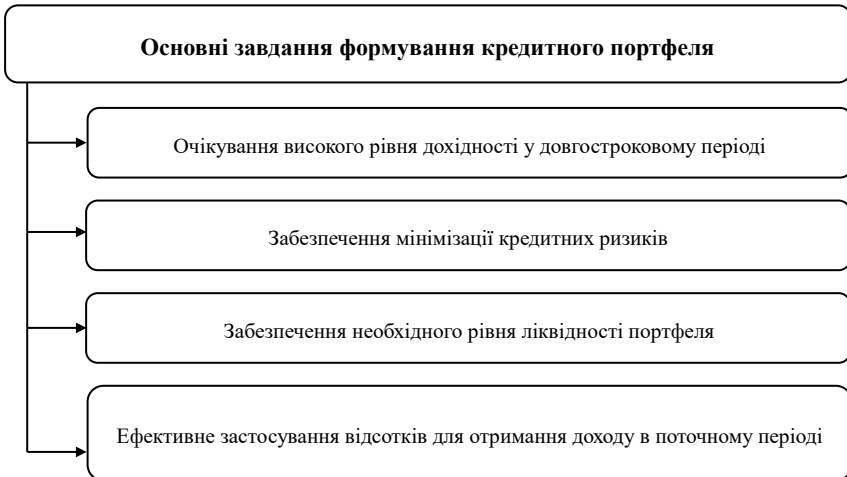 Основні завдання формування кредитного портфеля
Очікування високого рівня дохідності у довгостроковому періоді
Забезпечення мінімізації кредитних ризиків
Забезпечення необхідного рівня ліквідності портфеля
Ефективне застосування відсотків для отримання доходу в поточному періоді